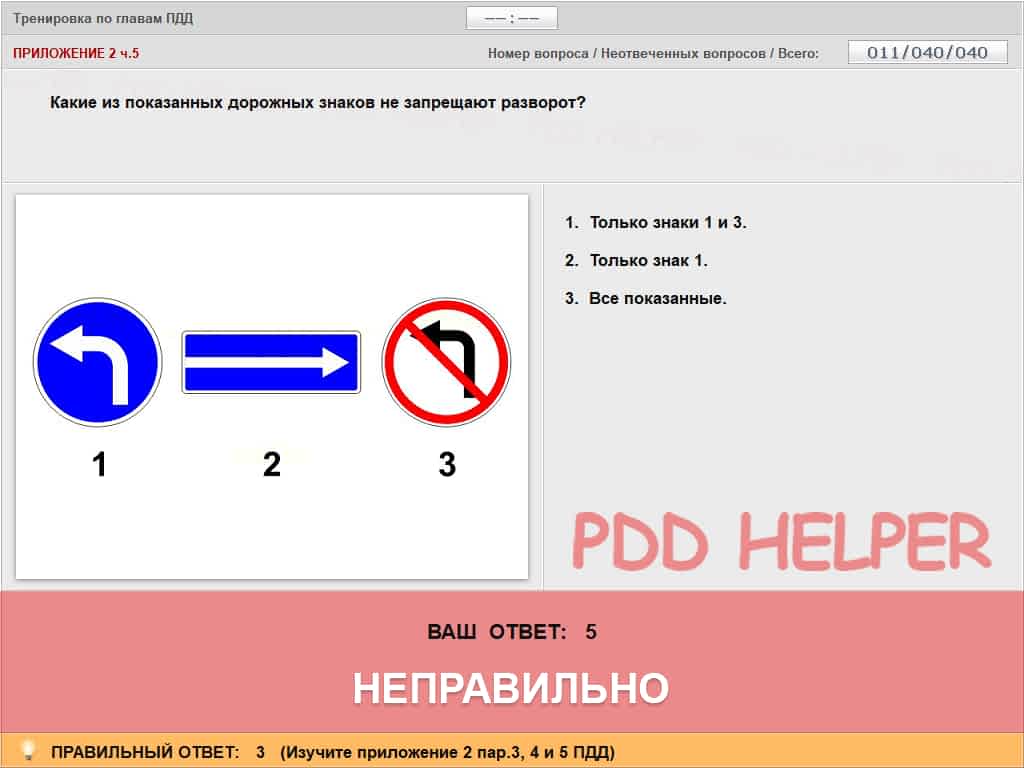 Тренировка по главам ПДД
—— : ——
ПРИЛОЖЕНИЕ 2 ч.5
Номер вопроса / Неотвеченных вопросов / Всего:
011/040/040
Какие из показанных дорожных знаков не запрещают разворот?
1. Только знаки 1 и 3.
2. Только знак 1.
3. Все показанные.
1
2
3
PDD HELPER
ВАШ ОТВЕТ: 5
НЕПРАВИЛЬНО
ПРАВИЛЬНЫЙ ОТВЕТ: 3 (Изучите приложение 2 пар.3, 4 и 5 ПДД)